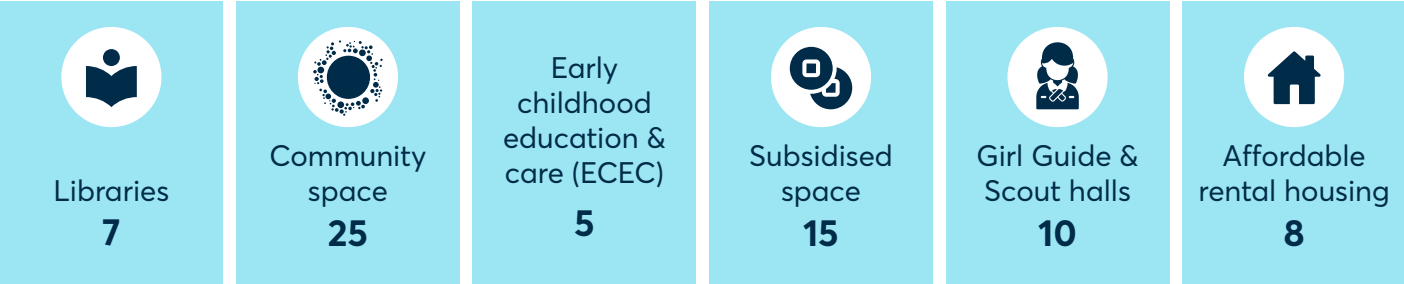 Libraries
7
Community
space
25
Early
childhood
education &
care (ECEC)
5
Subsidised
space
15
Girl Guide &
Scout halls
10
Affordable
rental housing
8